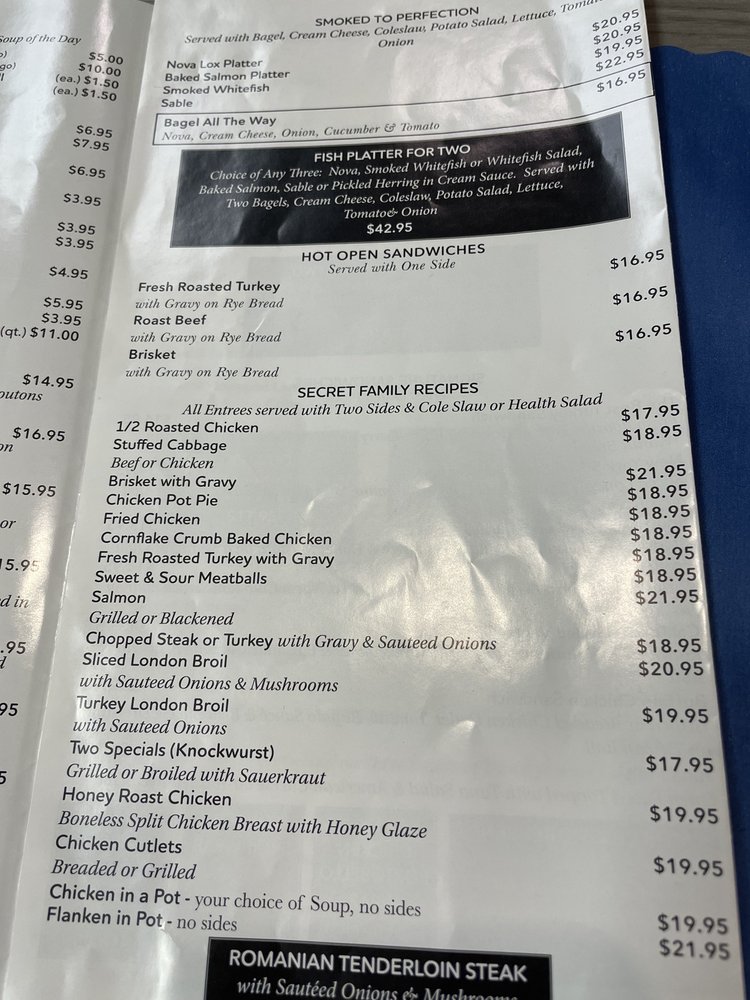 Soup of the Day
$5.00
$10.00
(ea.) $1.50
(ea.) $1.50
$6.95
$7.95
$6.95
$3.95
$3.95
$3.95
$4.95
$5.95
$3.95
(qt.) $11.00
$14.95
$16.95
$15.95
or
SMOKED TO PERFECTION
Served with Bagel, Cream Cheese, Coleslaw, Potato Salad, Lettuce,
Onion
Nova Lox Platter $20.95
Baked Salmon Platter $20.95
Smoked Whitefish $19.95
Sable $22.95
Bagel All The Way $16.95
Nova, Cream Cheese, Onion, Cucumber & Tomato
FISH PLATTER FOR TWO
Choice of Any Three: Nova, Smoked Whitefish or Whitefish Salad,
Baked Salmon, Sable or Pickled Herring in Cream Sauce. Served with
Two Bagels, Cream Cheese, Coleslaw, Potato Salad, Lettuce,
Tomato& Onion
$42.95
HOT OPEN SANDWICHES
Served with One Side
Fresh Roasted Turkey $16.95
with Gravy on Rye Bread
Roast Beef $16.95
with Gravy on Rye Bread
Brisket $16.95
with Gravy on Rye Bread
SECRET FAMILY RECIPES
All Entrees served with Two Sides & Cole Slaw or Health Salad
1/2 Roasted Chicken $17.95
Stuffed Cabbage $18.95
Beef or Chicken
Brisket with Gravy $21.95
Chicken Pot Pie $18.95
Fried Chicken $18.95
Cornflake Crumb Baked Chicken $18.95
Fresh Roasted Turkey with Gravy $18.95
Sweet & Sour Meatballs $18.95
Salmon $21.95
Grilled or Blackened
Chopped Steak or Turkey with Gravy & Sauteed Onions $18.95
Sliced London Broil $20.95
with Sauteed Onions & Mushrooms
Turkey London Broil $19.95
with Sauteed Onions
Two Specials (Knockwurst) $17.95
Grilled or Broiled with Sauerkraut
Honey Roast Chicken $19.95
Boneless Split Chicken Breast with Honey Glaze
Chicken Cutlets $19.95
Breaded or Grilled
Chicken in a Pot - your choice of Soup, no sides $19.95
Flanken in Pot - no sides $21.95
ROMANIAN TENDERLOIN STEAK
with Sautéed Onions & Mushrooms